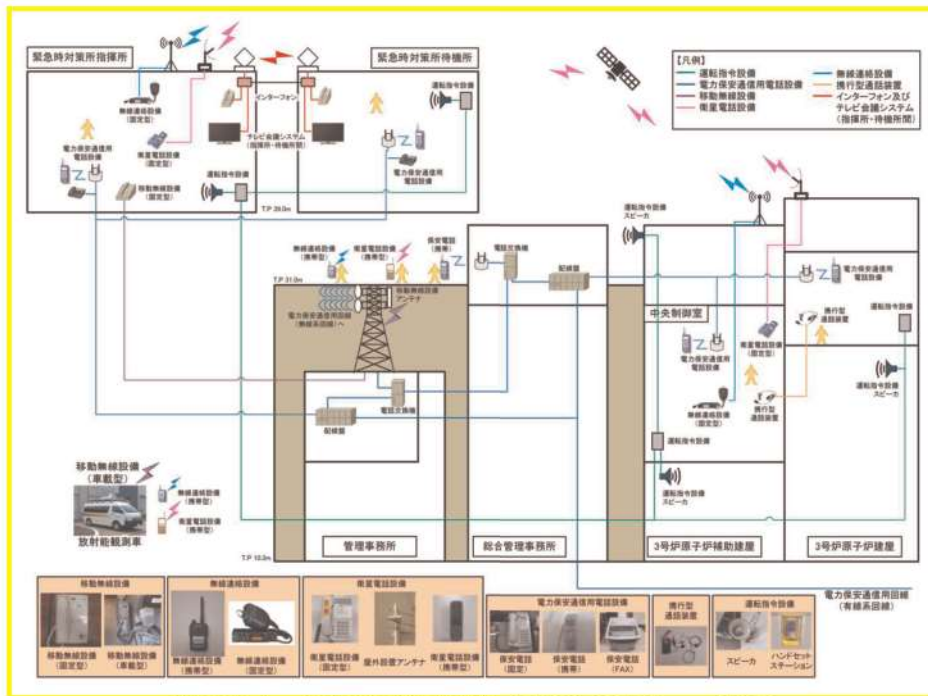 緊急時対策所指揮所
緊急時対策所待機所
無線連絡設備
(固定型)
衛星電話設備
(固定型)
電力保安通信用
電話設備
移動無線設備
(固定型)
運転指令設備
インターフォン
テレビ会議システム
(指揮所・待機所間)
運転指令設備
電力保安通信用
電話設備
T.P 39.0m
【凡例】
運転指令設備
電力保安通信用電話設備
移動無線設備
衛星電話設備
無線連絡設備
携行型通話装置
インターフォン及び
テレビ会議システム
(指揮所・待機所間)
T.P 31.0m
無線連絡設備
(携帯型)
衛星電話設備
(携帯型)
保安電話
(携帯)
移動無線設備
アンテナ
電力保安通信用回線
(無線系回線)へ
電話交換機
配線盤
電話交換機
配線盤
運転指令設備
スピーカ
中央制御室
電力保安通信用
電話設備
衛星電話設備
(固定型)
無線連絡設備
(固定型)
携行型
通話装置
運転指令設備
運転指令設備
スピーカ
電力保安通信用
電話設備
携行型
通話装置
運転指令設備
運転指令設備
スピーカ
移動無線設備
(車載型)
無線連絡設備
(携帯型)
衛星電話設備
(携帯型)
放射能観測車
T.P 10.0m
管理事務所
総合管理事務所
3号炉原子炉補助建屋
3号炉原子炉建屋
電力保安通信用回線
(有線系回線)
移動無線設備
移動無線設備
(固定型)
移動無線設備
(車載型)
無線連絡設備
無線連絡設備
(携帯型)
無線連絡設備
(固定型)
衛星電話設備
衛星電話設備
(固定型)
屋外設置アンテナ
衛星電話設備
(携帯型)
電力保安通信用電話設備
保安電話
(固定)
保安電話
(携帯)
保安電話
(FAX)
携行型
通話装置
運転指令設備
スピーカ
ハンドセット
ステーション